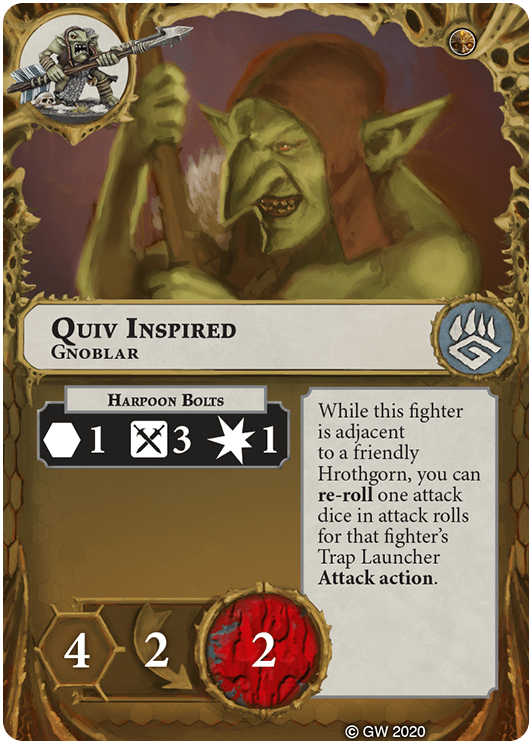 Quiv Inspired
Gnoblar
Harpoon Bolts
1 3 1
While this fighter
is adjacent
to a friendly
Hrothgorn, you can
re-roll one attack
dice in attack rolls
for that fighter's
Trap Launcher
Attack action.
4 2 2
© GW 2020